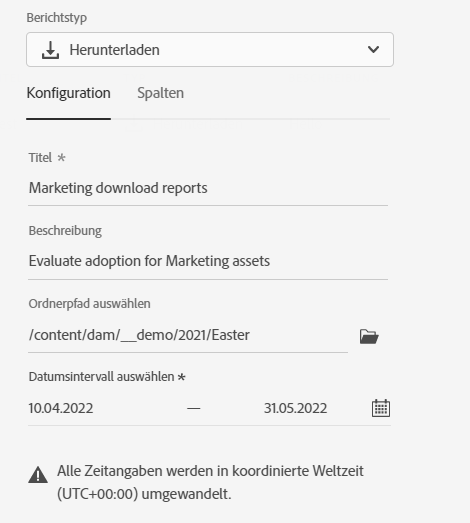 Berichtstyp
Herunterladen
Konfiguration Spalten
Titel *
Marketing download reports
Beschreibung
Evaluate adoption for Marketing assets
Ordnerpfad auswählen
/content/dam/__demo/2021/Easter
Datumsintervall auswählen *
10.04.2022 — 31.05.2022
Alle Zeitangaben werden in koordinierte Weltzeit
(UTC+00:00) umgewandelt.